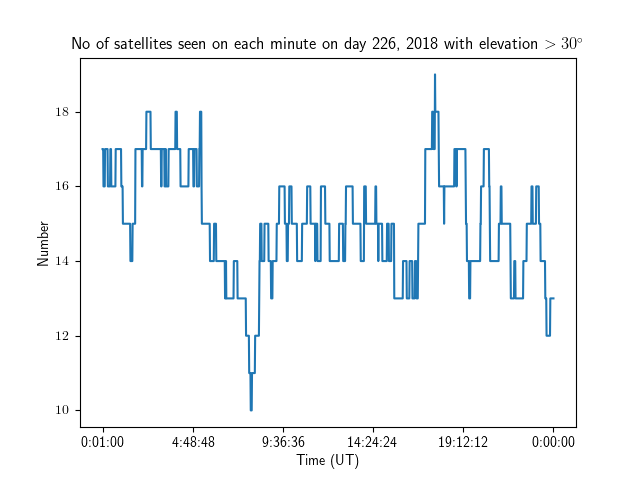 No of satellites seen on each minute on day 226, 2018 with elevation > 30°
18
16
14
12
10
Number
0:01:00 4:48:48 9:36:36 14:24:24 19:12:12 0:00:00
Time (UT)